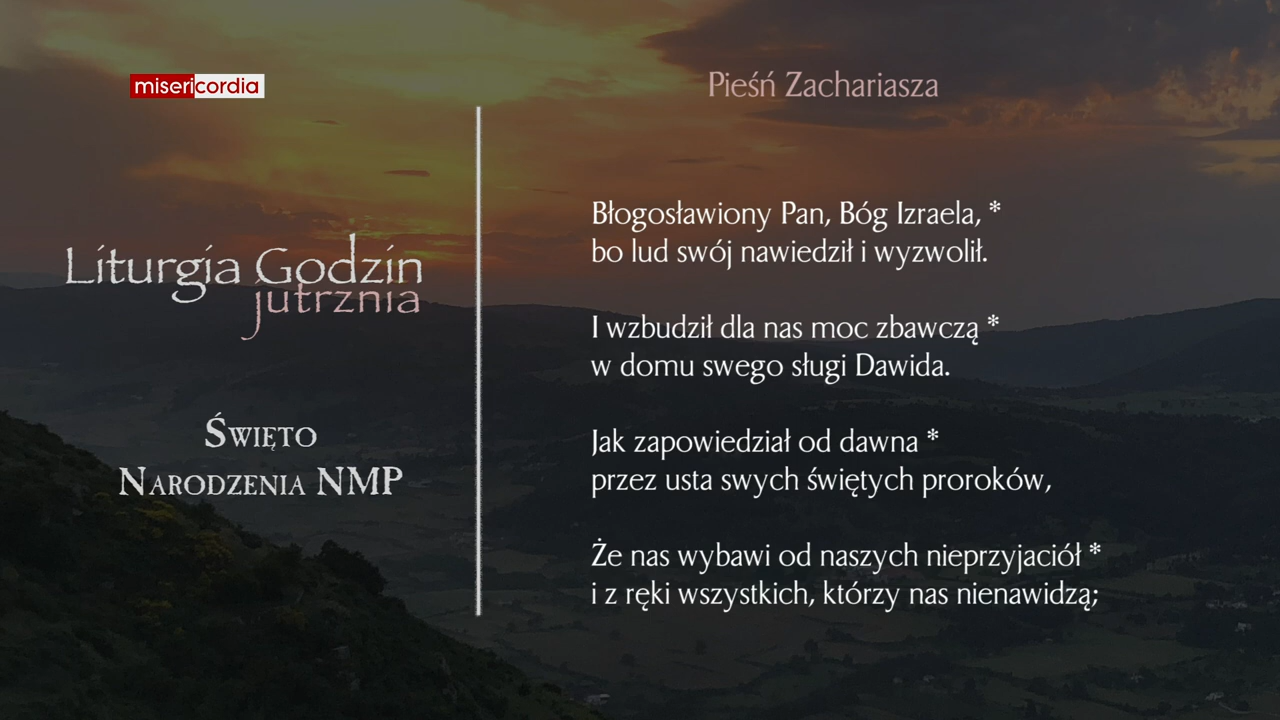 misericordia
Liturgia Godzin
jutrznia
Święto
Narodzenia NMP
Pieśń Zachariasza
Błogosławiony Pan, Bóg Izraela, *
bo lud swój nawiedził i wyzwolił.
I wzbudził dla nas moc zbawczą *
w domu swego sługi Dawida.
Jak zapowiedział od dawna *
przez usta swych świętych proroków,
Że nas wybawi od naszych nieprzyjaciół *
i z ręki wszystkich, którzy nas nienawidzą;